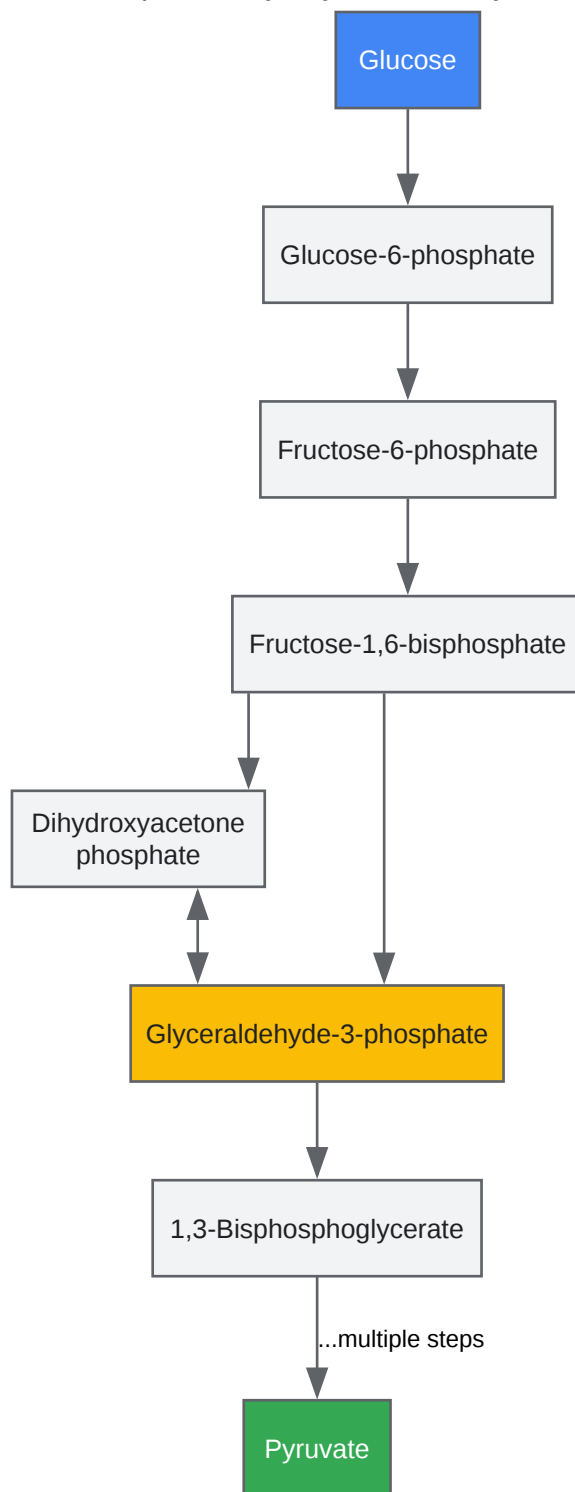 Glucose
Glucose-6-phosphate
Fructose-6-phosphate
Fructose-1,6-bisphosphate
Dihydroxyacetone
phosphate
Glyceraldehyde-3-phosphate
1,3-Bisphosphoglycerate
...multiple steps
Pyruvate